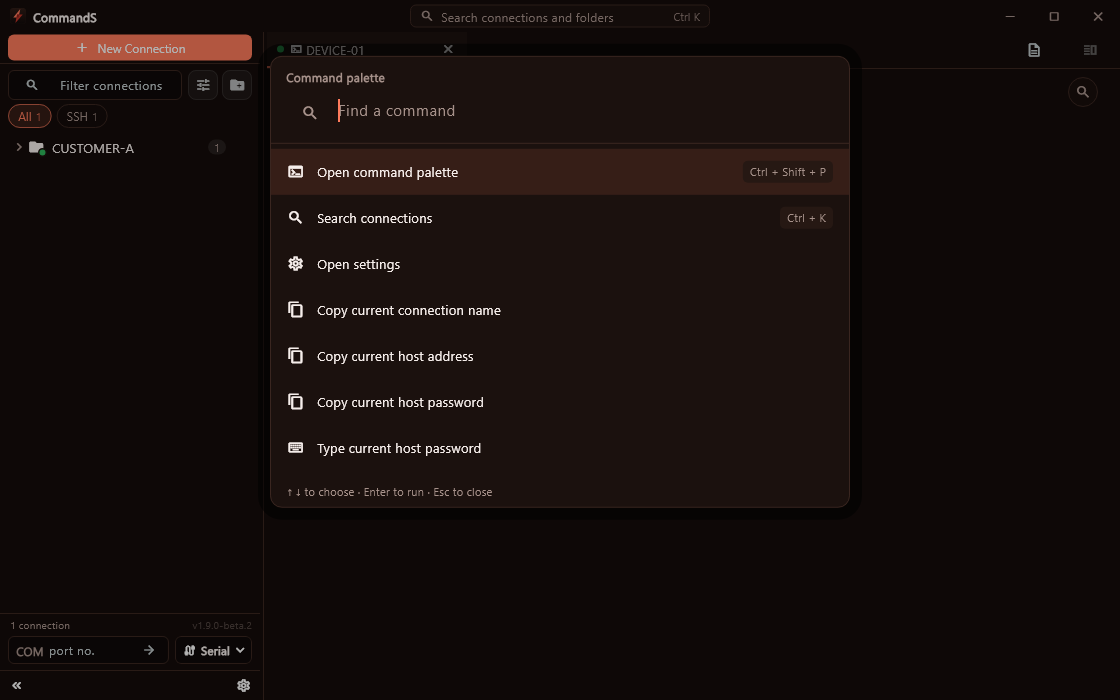 CommandS
Search connections and folders Ctrl K
New Connection
DEVICE-01
Filter connections
All 1 SSH 1
CUSTOMER-A 1
Command palette
Find a command
Open command palette Ctrl + Shift + P
Search connections Ctrl + K
Open settings
Copy current connection name
Copy current host address
Copy current host password
Type current host password
↑ ↓ to choose · Enter to run · Esc to close
1 connection v1.9.0-beta.2
COM port no. Serial